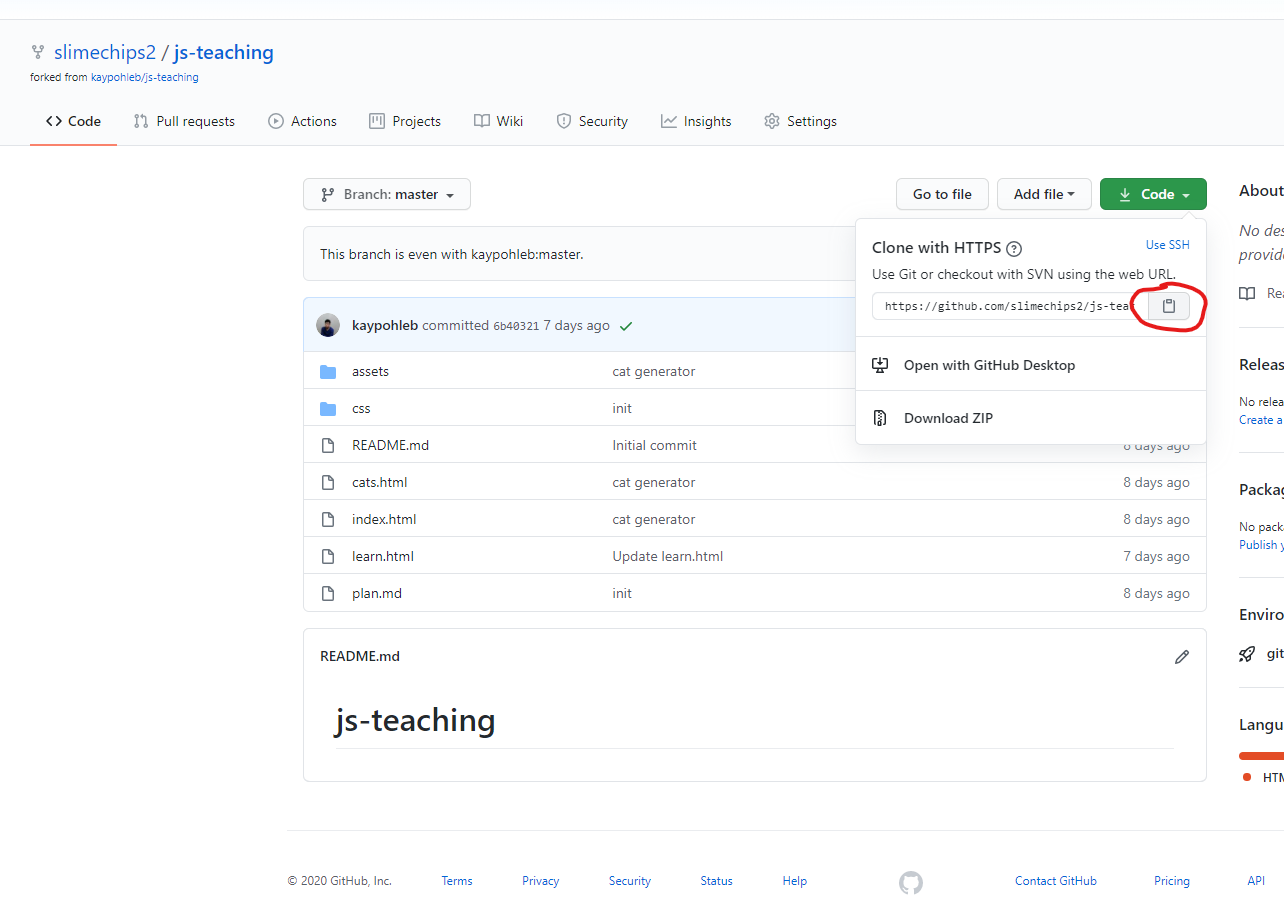 slimechips2 / js-teaching
forked from kaypohleb/js-teaching
Code Pull requests Actions Projects Wiki Security Insights Settings
Branch: master Go to file Add file Code
About
This branch is even with kaypohleb:master.
Clone with HTTPS ? Use SSH
Use Git or checkout with SVN using the web URL.
https://github.com/slimechips2/js-teac
Open with GitHub Desktop
Download ZIP
No des
provide
Rea
kaypohleb committed 6b40321 7 days ago
assets cat generator
css init
README.md Initial commit 8 days ago
cats.html cat generator 8 days ago
index.html cat generator 8 days ago
learn.html Update learn.html 7 days ago
plan.md init 8 days ago
Releas
No relea
Create a
Packag
No pack
Publish y
Enviro
git
Langu
HTM
README.md
js-teaching
© 2020 GitHub, Inc. Terms Privacy Security Status Help Contact GitHub Pricing API